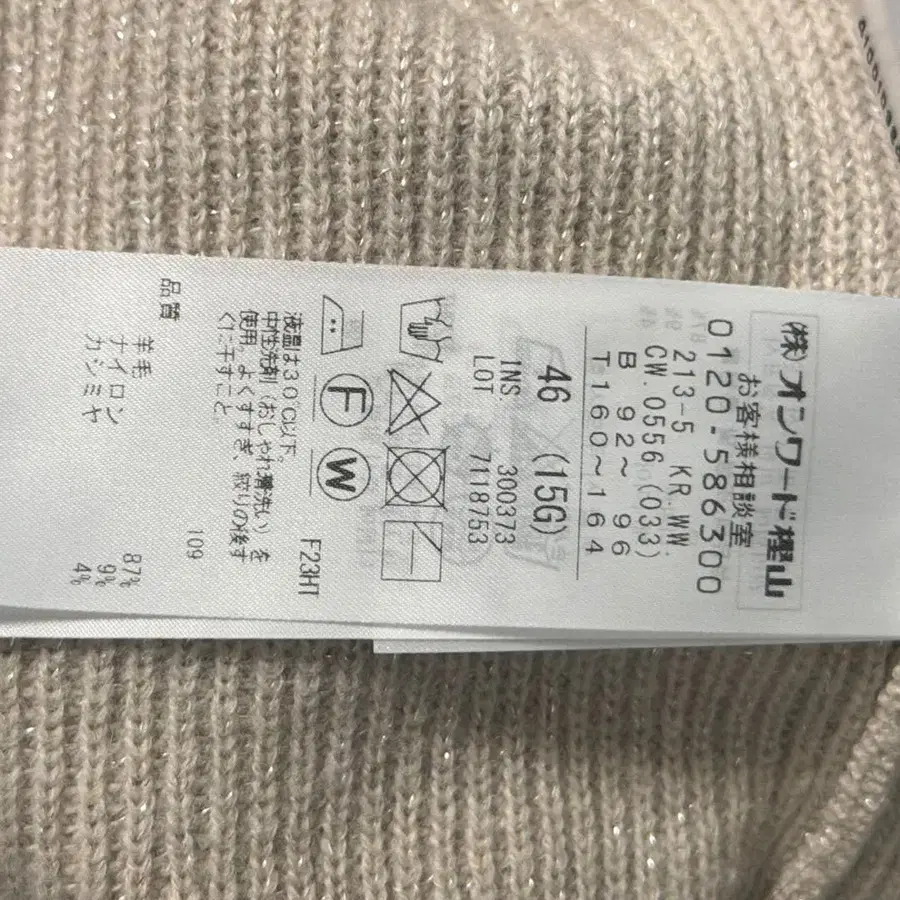 (株)オンワード樫山
お客様相談室
0120-586300
213-5 KR.WW.
CW.0556 (033)
B 92~ 96
T160~164
46 (15G)
INS. 300373
LOT 7118753
F W
F23HT
液温は30℃以下。
中性洗剤(おしゃれ着洗い)を
使用。よくすすぎ、絞りの後す
ぐに干すこと。
109
品質
羊毛 87%
ナイロン 9%
カシミヤ 4%